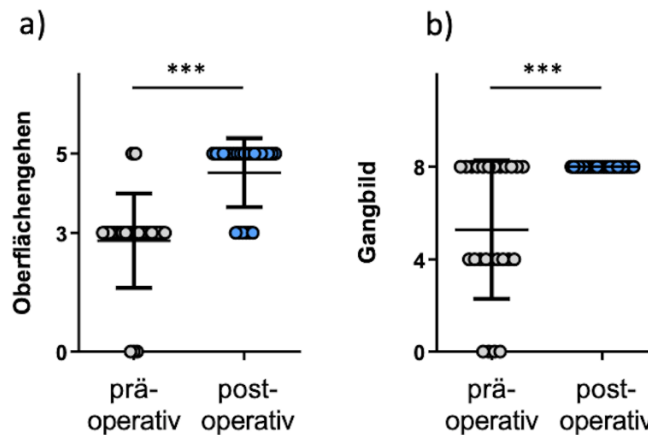 a)
Oberflächengehen
***
5
3
0
prä-
operativ
post-
operativ
b)
Gangbild
***
8
4
0
prä-
operativ
post-
operativ